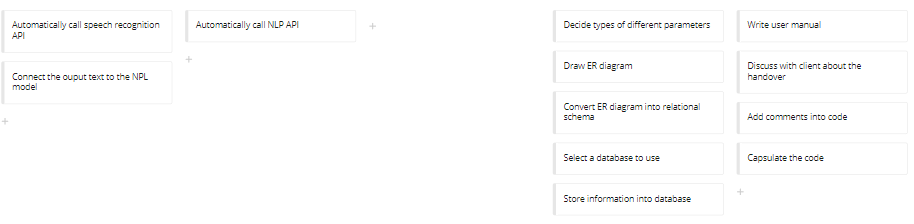 Automatically call speech recognition
API
Connect the ouput text to the NPL
model
Automatically call NLP API
Decide types of different parameters
Draw ER diagram
Convert ER diagram into relational
schema
Select a database to use
Store information into database
Write user manual
Discuss with client about the
handover
Add comments into code
Capsulate the code